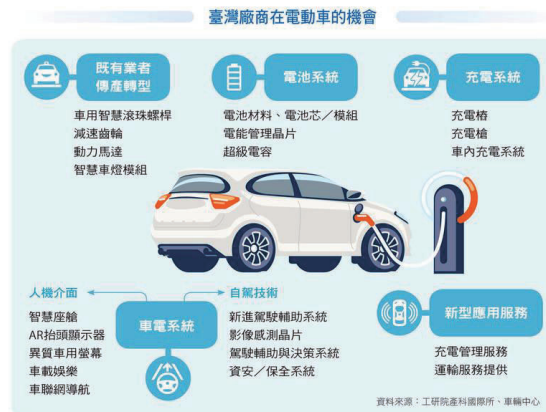 臺灣廠商在電動車的機會
既有業者
傳產轉型
車用智慧滾珠螺桿
減速齒輪
動力馬達
智慧車燈模組
電池系統
電池材料、電池芯／模組
電能管理晶片
超級電容
充電系統
充電樁
充電槍
車內充電系統
人機介面
智慧座艙
AR抬頭顯示器
異質車用螢幕
車載娛樂
車聯網導航
車電系統
自駕技術
新進駕駛輔助系統
影像感測晶片
駕駛輔助與決策系統
資安／保全系統
新型應用服務
充電管理服務
運輸服務提供
資料來源：工研院產科國際所、車輛中心